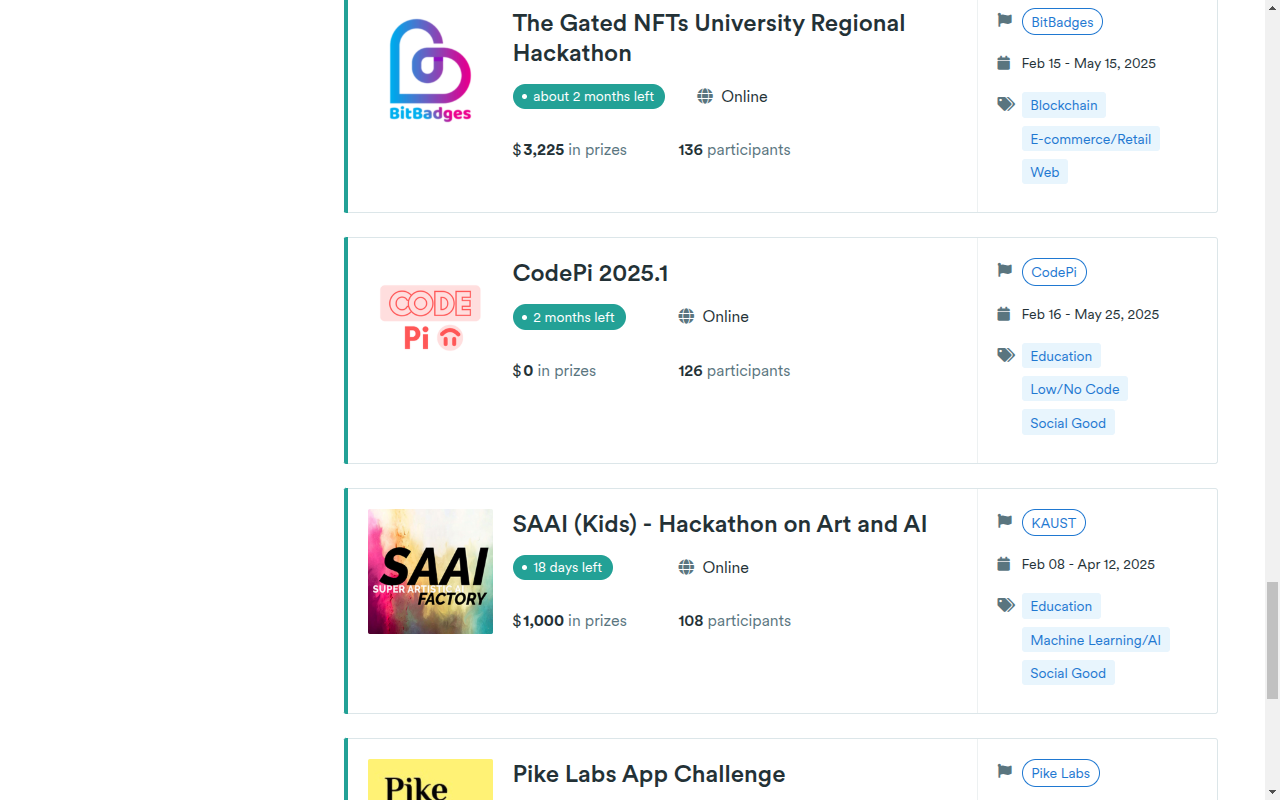 BitBadges
The Gated NFTs University Regional
Hackathon
about 2 months left
Online
$3,225 in prizes
136 participants
BitBadges
Feb 15 - May 15, 2025
Blockchain
E-commerce/Retail
Web
CODE
Pi
CodePi 2025.1
2 months left
Online
$0 in prizes
126 participants
CodePi
Feb 16 - May 25, 2025
Education
Low/No Code
Social Good
SAAI
SUPER ARTISTIC AI
FACTORY
SAAI (Kids) - Hackathon on Art and AI
18 days left
Online
$1,000 in prizes
108 participants
KAUST
Feb 08 - Apr 12, 2025
Education
Machine Learning/AI
Social Good
Pike
Pike Labs App Challenge
Pike Labs